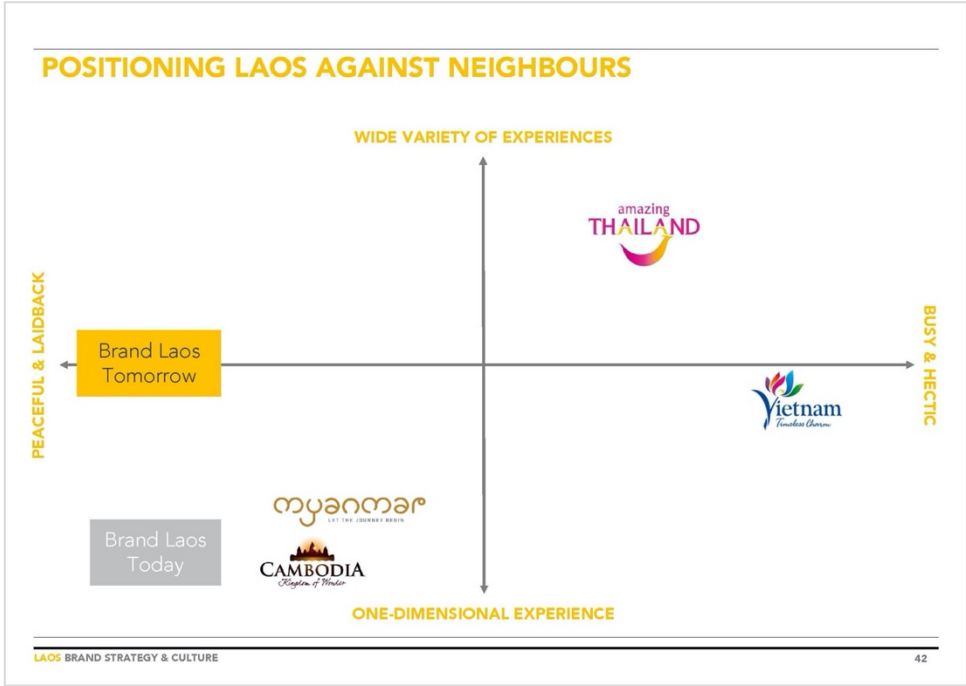 POSITIONING LAOS AGAINST NEIGHBOURS
WIDE VARIETY OF EXPERIENCES
amazing
THAILAND
PEACEFUL & LAIDBACK
Brand Laos
Tomorrow
BUSY & HECTIC
Vietnam
Timeless Charm
myanmar
LET THE JOURNEY BEGIN
Brand Laos
Today
CAMBODIA
Kingdom of Wonder
ONE-DIMENSIONAL EXPERIENCE
LAOS BRAND STRATEGY & CULTURE
42